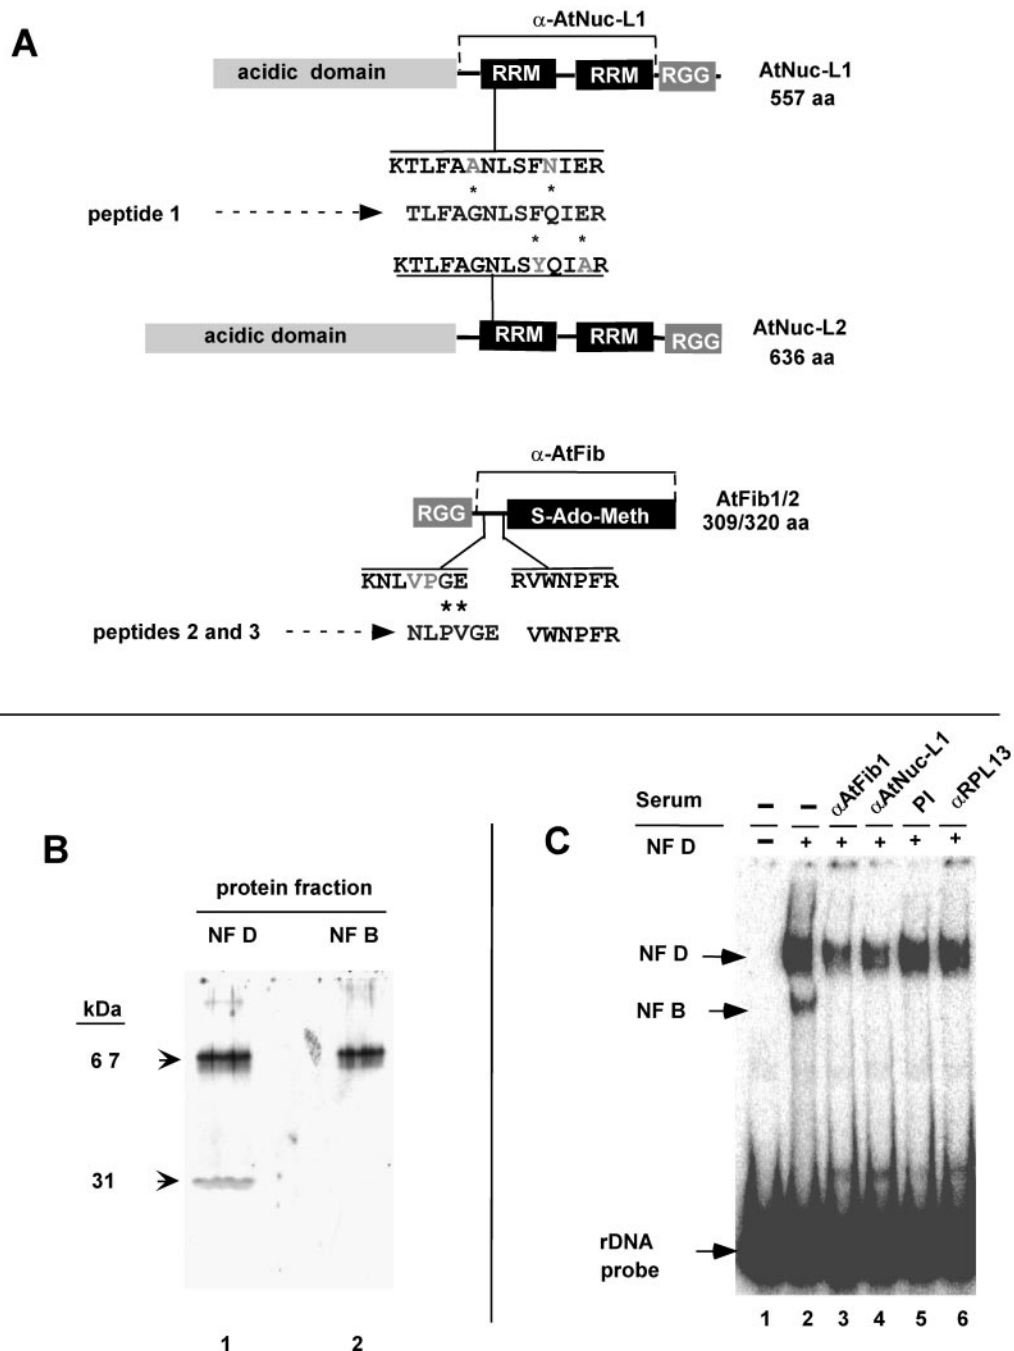 A
α-AtNuc-L1
acidic domain RRM RRM RGG
AtNuc-L1
557 aa
KTLFAANLSFNIER
* *
peptide 1 TLFAGNLSFQIER
* *
KTLFAGNLSYQIAR
acidic domain RRM RRM RGG
AtNuc-L2
636 aa
α-AtFib
RGG S-Ado-Meth
AtFib1/2
309/320 aa
KNLVPGE RVWNPFR
**
peptides 2 and 3 NLPVGE VWNPFR
B
protein fraction
NF D NF B
kDa
67
31
1 2
C
Serum - - αAtFib1 αAtNuc-L1 PI αRPL13
NF D - + + + + +
NF D
NF B
rDNA
probe
1 2 3 4 5 6